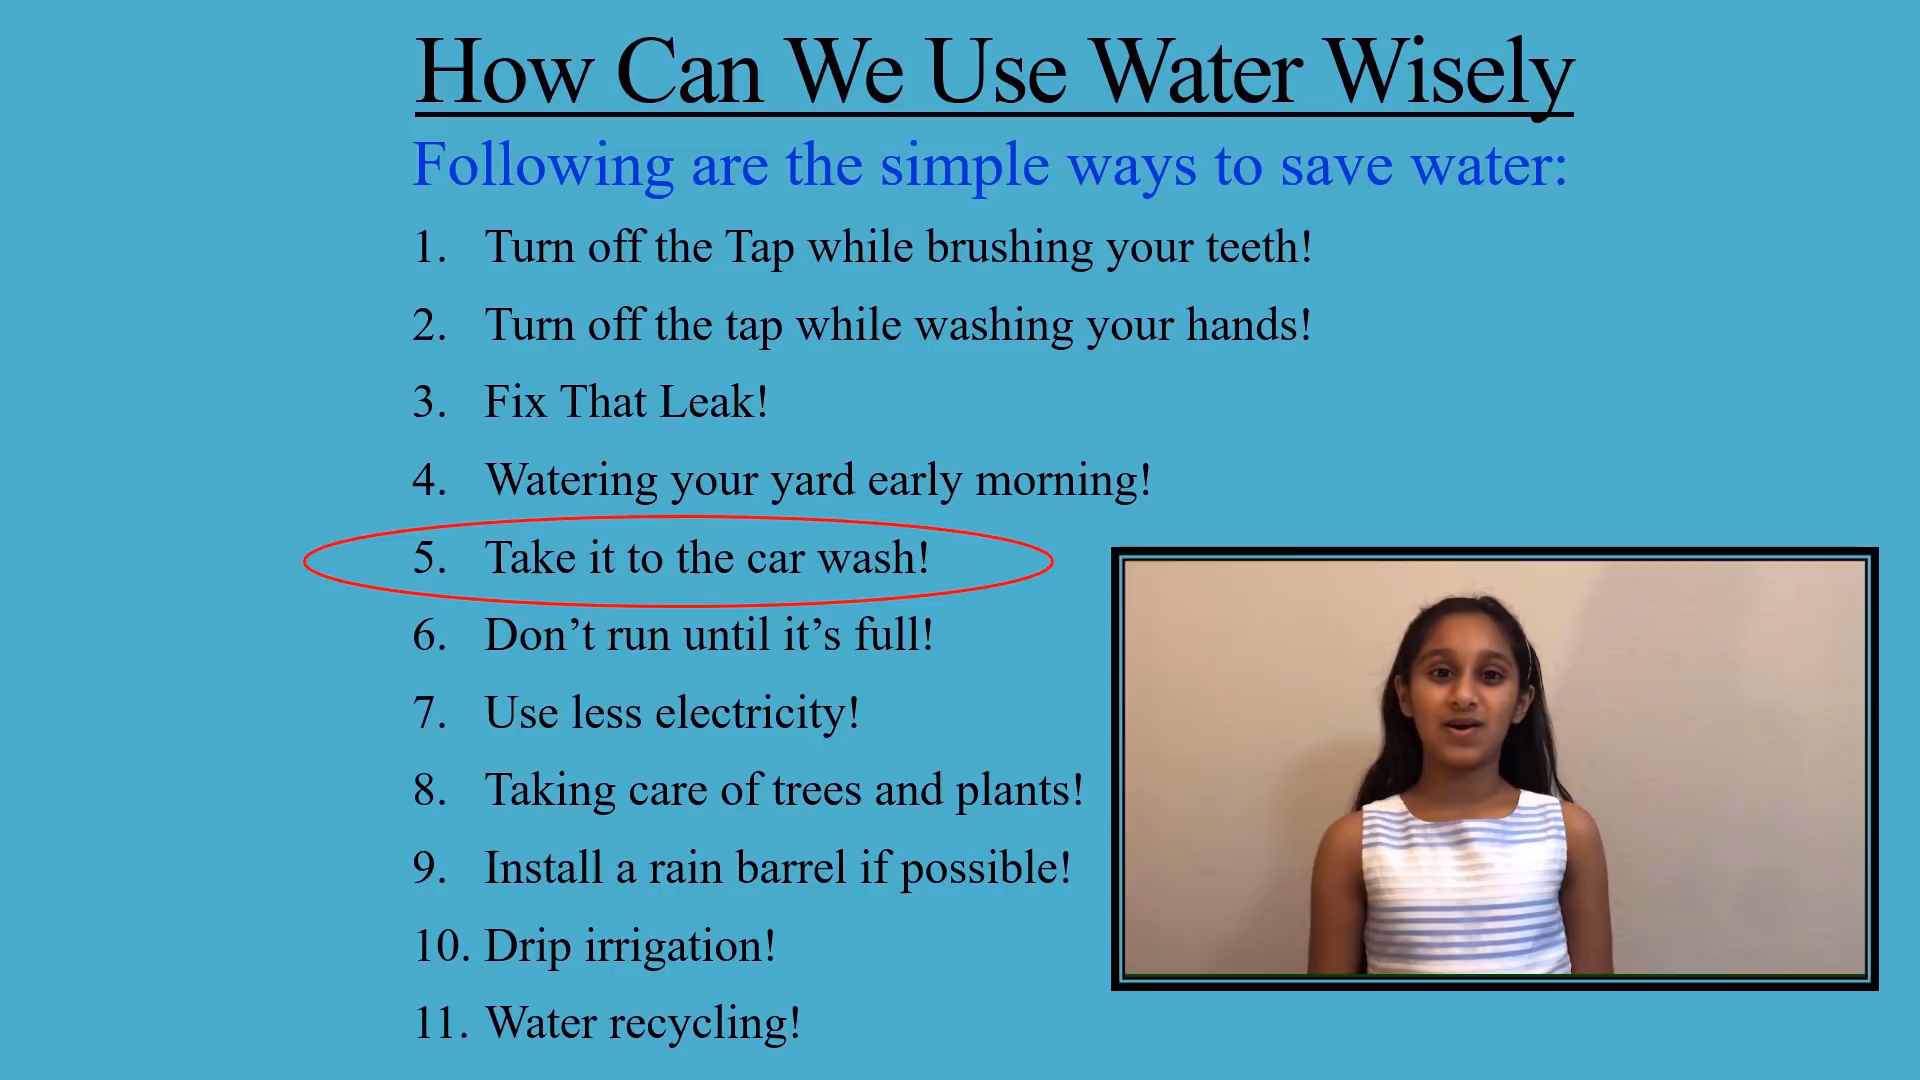 How Can We Use Water Wisely
Following are the simple ways to save water:
1. Turn off the Tap while brushing your teeth!
2. Turn off the tap while washing your hands!
3. Fix That Leak!
4. Watering your yard early morning!
5. Take it to the car wash!
6. Don’t run until it’s full!
7. Use less electricity!
8. Taking care of trees and plants!
9. Install a rain barrel if possible!
10. Drip irrigation!
11. Water recycling!